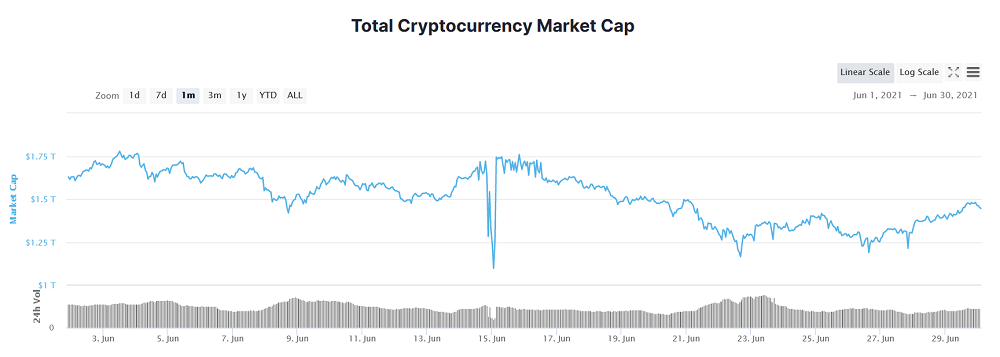 Total Cryptocurrency Market Cap
Linear Scale Log Scale
Zoom 1d 7d 1m 3m 1y YTD ALL Jun 1, 2021 → Jun 30, 2021
$1.75 T
$1.5 T
$1.25 T
$1 T
Market Cap
24h Vol
0
3. Jun 5. Jun 7. Jun 9. Jun 11. Jun 13. Jun 15. Jun 17. Jun 19. Jun 21. Jun 23. Jun 25. Jun 27. Jun 29. Jun